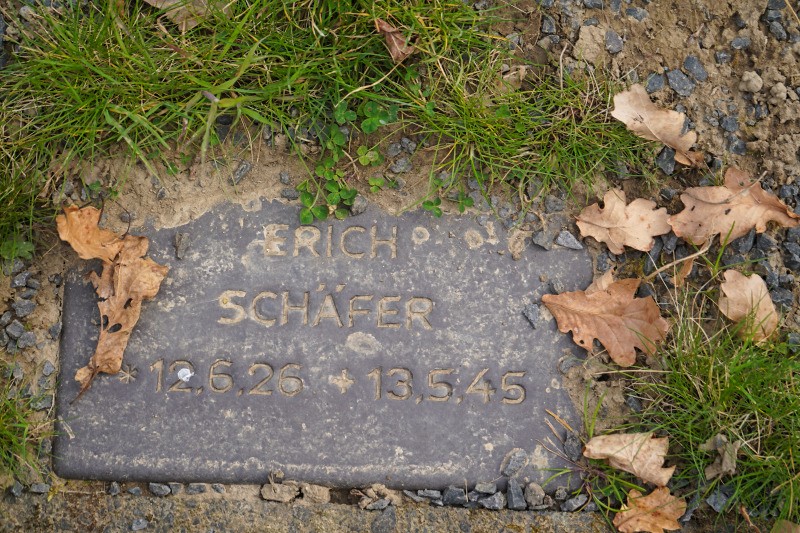 ERICH
SCHÄFER
* 12.6.26 + 13.5.45